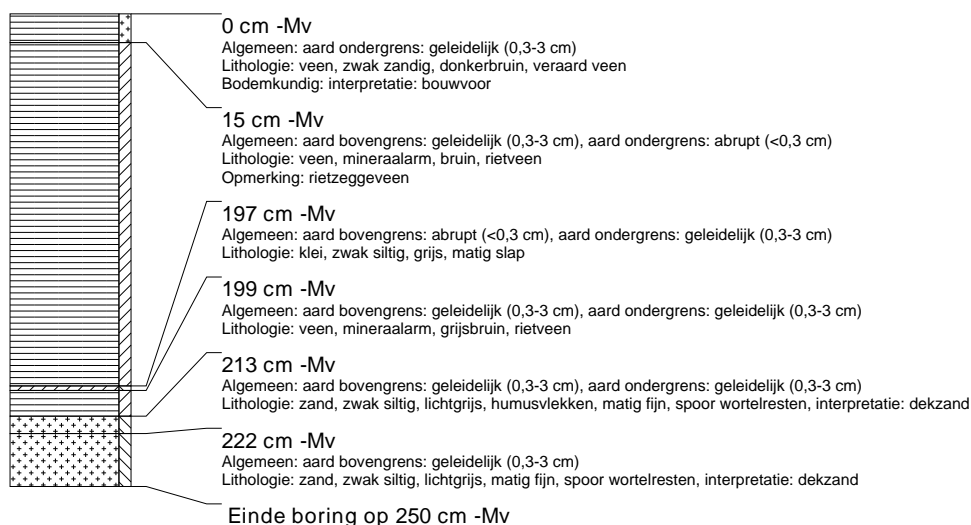 0 cm -Mv
Algemeen: aard ondergrens: geleidelijk (0,3-3 cm)
Lithologie: veen, zwak zandig, donkerbruin, veraard veen
Bodemkundig: interpretatie: bouwvoor
15 cm -Mv
Algemeen: aard bovengrens: geleidelijk (0,3-3 cm), aard ondergrens: abrupt (<0,3 cm)
Lithologie: veen, mineraalarm, bruin, rietveen
Opmerking: rietzeggeveen
197 cm -Mv
Algemeen: aard bovengrens: abrupt (<0,3 cm), aard ondergrens: geleidelijk (0,3-3 cm)
Lithologie: klei, zwak siltig, grijs, matig slap
199 cm -Mv
Algemeen: aard bovengrens: geleidelijk (0,3-3 cm), aard ondergrens: geleidelijk (0,3-3 cm)
Lithologie: veen, mineraalarm, grijsbruin, rietveen
213 cm -Mv
Algemeen: aard bovengrens: geleidelijk (0,3-3 cm), aard ondergrens: geleidelijk (0,3-3 cm)
Lithologie: zand, zwak siltig, lichtgrijs, humusvlekken, matig fijn, spoor wortelresten, interpretatie: dekzand
222 cm -Mv
Algemeen: aard bovengrens: geleidelijk (0,3-3 cm)
Lithologie: zand, zwak siltig, lichtgrijs, matig fijn, spoor wortelresten, interpretatie: dekzand
Einde boring op 250 cm -Mv